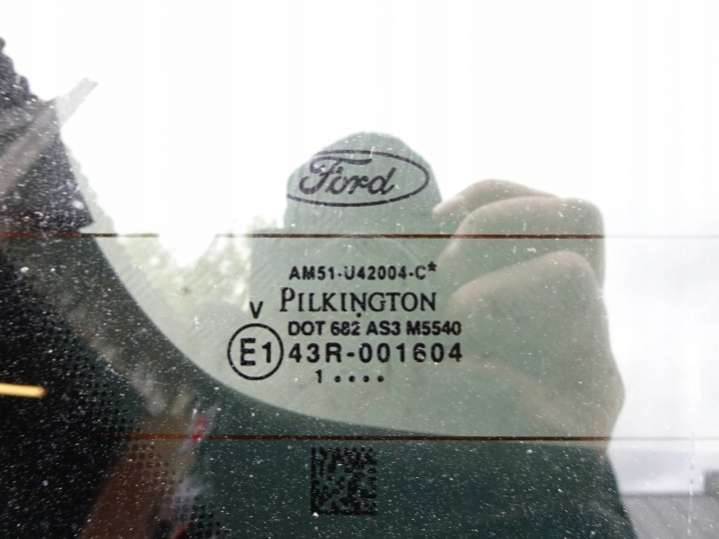 Ford
AM51-U42004-C*
V PILKINGTON
DOT 682 AS3 M5540
E1 43R-001604
1 ••••